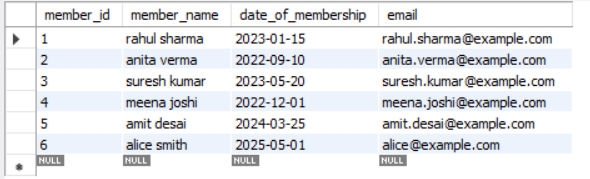 member_id member_name date_of_membership email
1 rahul sharma 2023-01-15 rahul.sharma@example.com
2 anita verma 2022-09-10 anita.verma@example.com
3 suresh kumar 2023-05-20 suresh.kumar@example.com
4 meena joshi 2022-12-01 meena.joshi@example.com
5 amit desai 2024-03-25 amit.desai@example.com
6 alice smith 2025-05-01 alice@example.com
NULL NULL NULL NULL